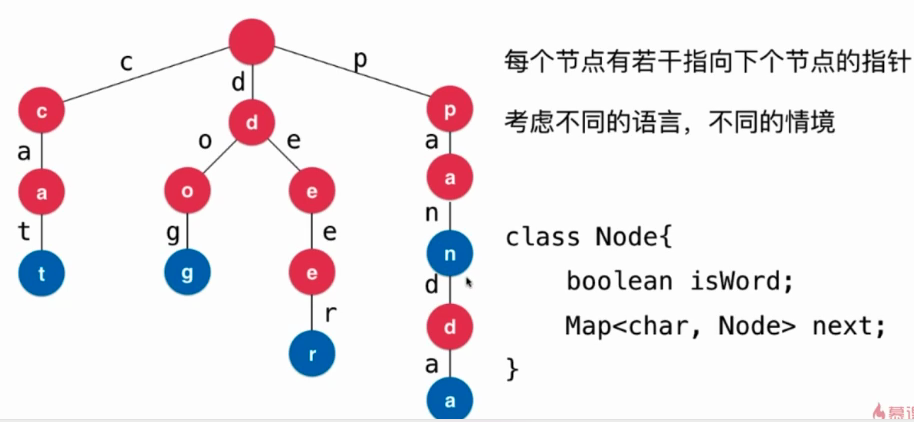 c
d
p
c
d
p
o
e
a
a
a
o
e
a
t
g
e
n
t
g
e
n
r
d
r
d
a
a
每个节点有若干指向下个节点的指针
考虑不同的语言，不同的情境
class Node{
boolean isWord;
Map<char, Node> next;
}
慕课